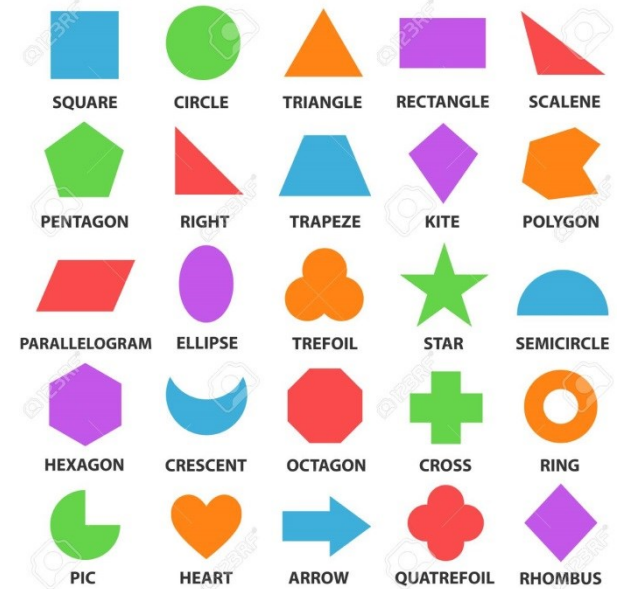 SQUARE CIRCLE TRIANGLE RECTANGLE SCALENE
PENTAGON RIGHT TRAPEZE KITE POLYGON
PARALLELOGRAM ELLIPSE TREFOIL STAR SEMICIRCLE
HEXAGON CRESCENT OCTAGON CROSS RING
PIC HEART ARROW QUATREFOIL RHOMBUS